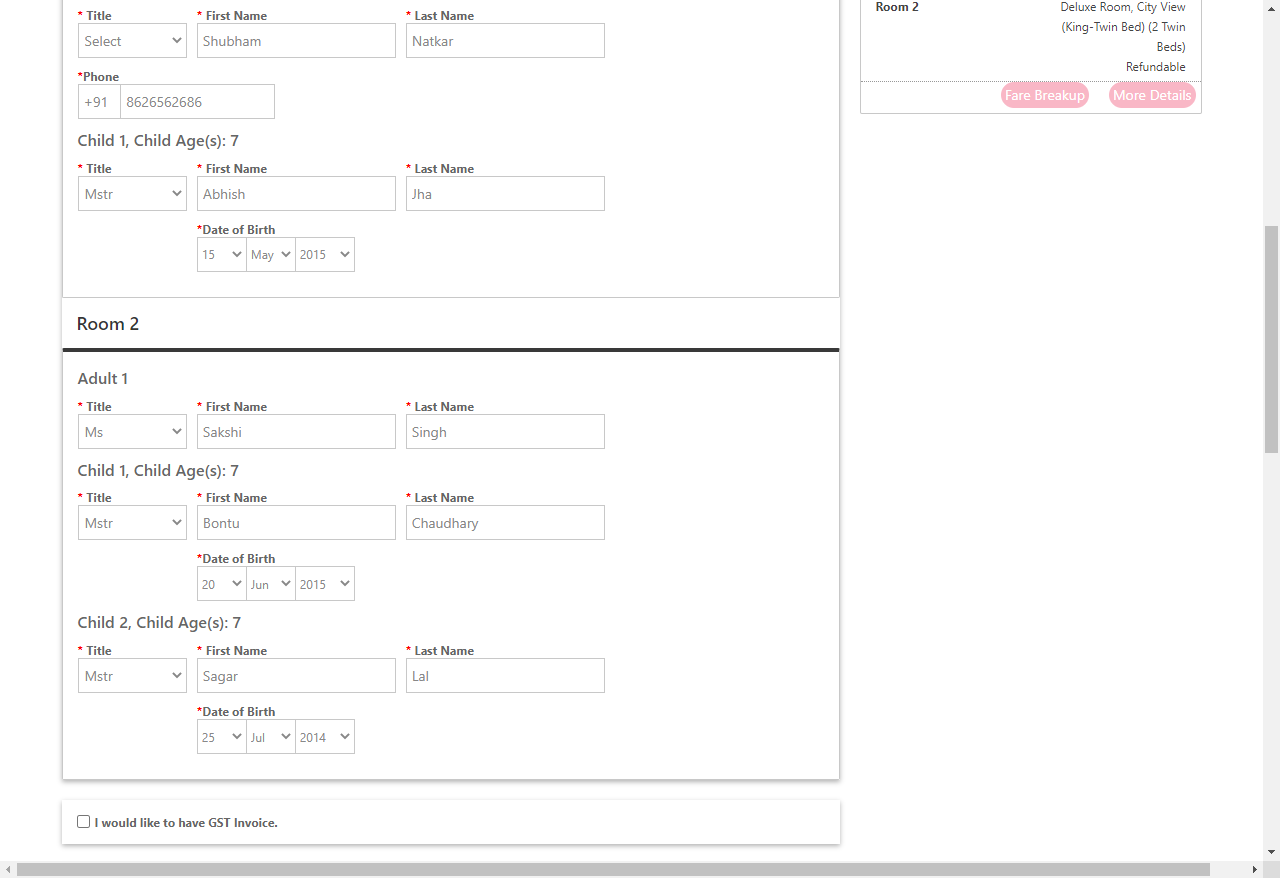 * Title * First Name * Last Name
Select Shubham Natkar
*Phone
+91 8626562686
Child 1, Child Age(s): 7
* Title * First Name * Last Name
Mstr Abhish Jha
*Date of Birth
15 May 2015
Room 2
Adult 1
* Title * First Name * Last Name
Ms Sakshi Singh
Child 1, Child Age(s): 7
* Title * First Name * Last Name
Mstr Bontu Chaudhary
*Date of Birth
20 Jun 2015
Child 2, Child Age(s): 7
* Title * First Name * Last Name
Mstr Sagar Lal
*Date of Birth
25 Jul 2014
I would like to have GST Invoice.
Room 2 Deluxe Room, City View
(King-Twin Bed) (2 Twin
Beds)
Refundable
Fare Breakup More Details